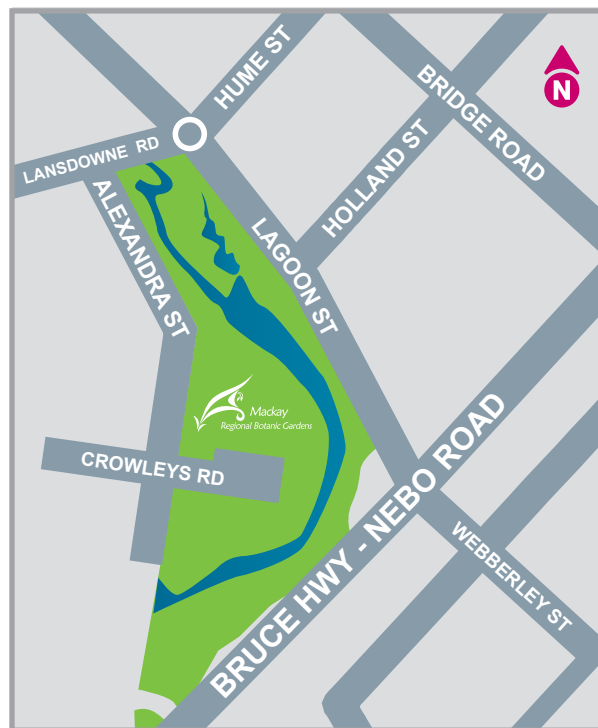 HUME ST
BRIDGE ROAD
N
LANSDOWNE RD
HOLLAND ST
ALEXANDRA ST
LAGOON ST
Mackay
Regional Botanic Gardens
CROWLEYS RD
BRUCE HWY - NEBO ROAD
WEBBERLEY ST